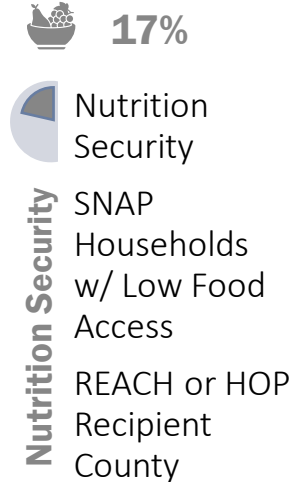 17%
Nutrition
Security
Nutrition Security
SNAP
Households
w/ Low Food
Access
REACH or HOP
Recipient
County